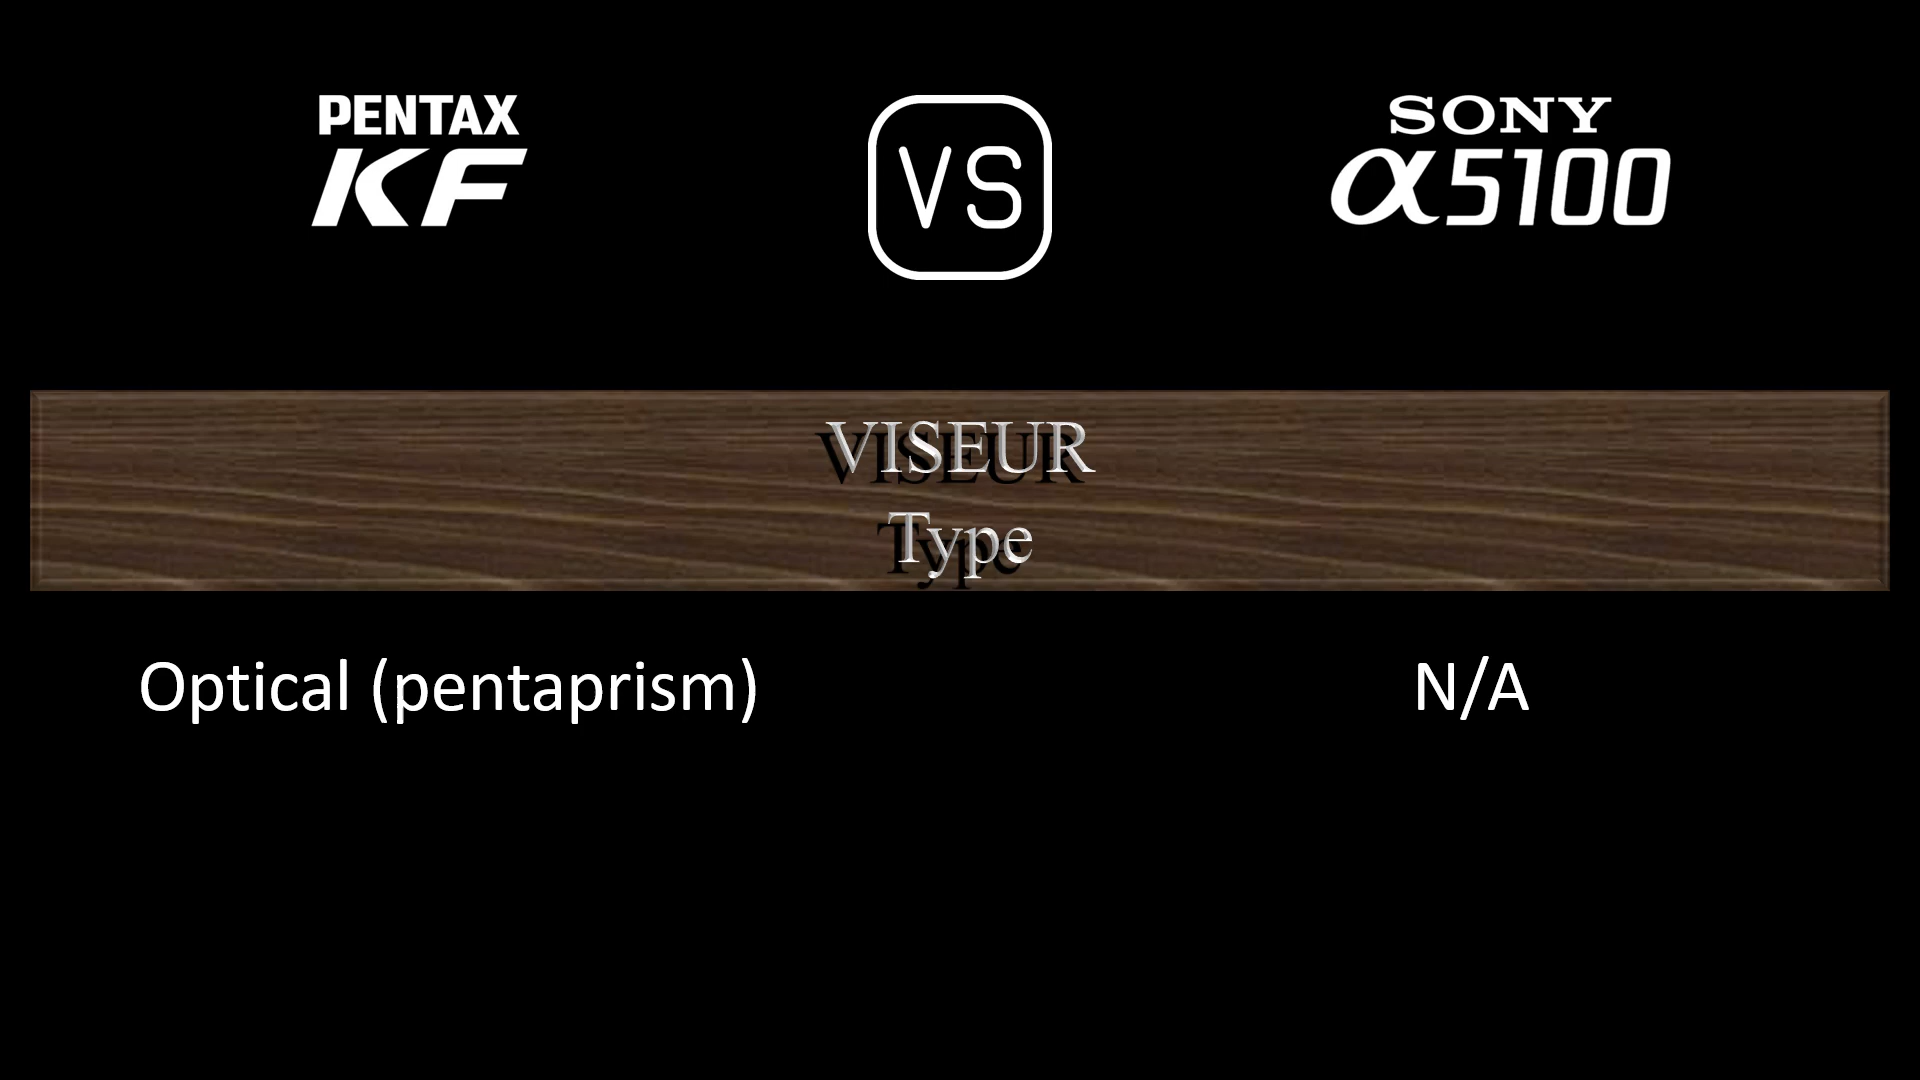 PENTAX
KF
VS
SONY
α5100
VISEUR
Type
Optical (pentaprism)
N/A